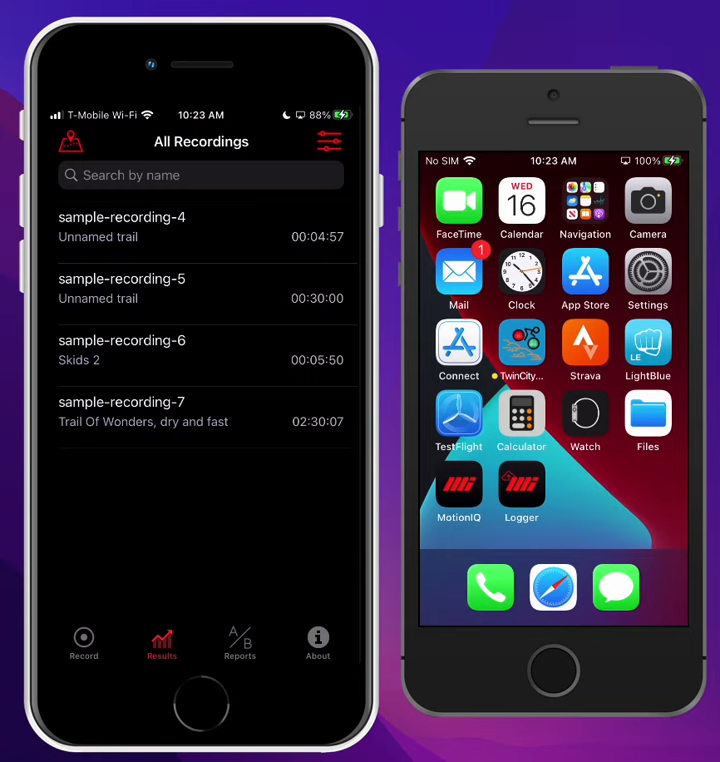 T-Mobile Wi-Fi 10:23 AM 88%
All Recordings
Search by name
sample-recording-4
Unnamed trail 00:04:57
sample-recording-5
Unnamed trail 00:30:00
sample-recording-6
Skids 2 00:05:50
sample-recording-7
Trail Of Wonders, dry and fast 02:30:07
A/B
Record Results Reports About
No SIM 10:23 AM 100%
WED
16
FaceTime Calendar Navigation Camera
1
Mail Clock App Store Settings
LE
Connect TwinCity... Strava LightBlue
TestFlight Calculator Watch Files
MotionIQ Logger